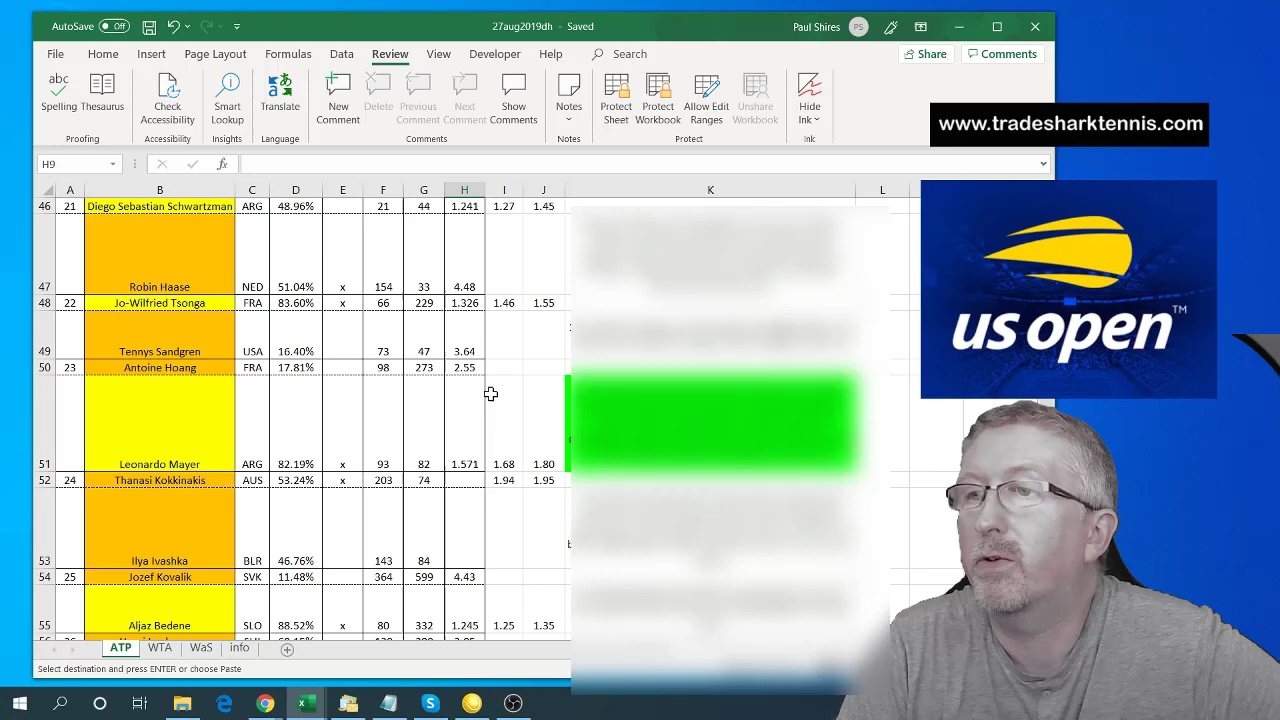 AutoSave Off 27aug2019dh - Saved Paul Shires PS
File Home Insert Page Layout Formulas Data Review View Developer Help Search Share Comments
abc Spelling Thesaurus Check Accessibility Smart Lookup Translate New Comment Delete Previous Comment Next Comment Show Comments Notes Protect Sheet Protect Workbook Allow Edit Ranges Unshare Workbook Hide Ink
Proofing Accessibility Insights Language Comments Notes Protect Ink
www.tradesharktennis.com
H9 fx
A B C D E F G H I J K L
46 21 Diego Sebastian Schwartzman ARG 48.96% 21 44 1.241 1.27 1.45
47 Robin Haase NED 51.04% x 154 33 4.48
48 22 Jo-Wilfried Tsonga FRA 83.60% x 66 229 1.326 1.46 1.55
49 Tennys Sandgren USA 16.40% 73 47 3.64
50 23 Antoine Hoang FRA 17.81% 98 273 2.55
51 Leonardo Mayer ARG 82.19% x 93 82 1.571 1.68 1.80
52 24 Thanasi Kokkinakis AUS 53.24% x 203 74 1.94 1.95
53 Ilya Ivashka BLR 46.76% 143 84
54 25 Jozef Kovalik SVK 11.48% 364 599 4.43
55 Aljaz Bedene SLO 88.52% x 80 332 1.245 1.25 1.35
us open TM
ATP WTA WaS info
Select destination and press ENTER or choose Paste